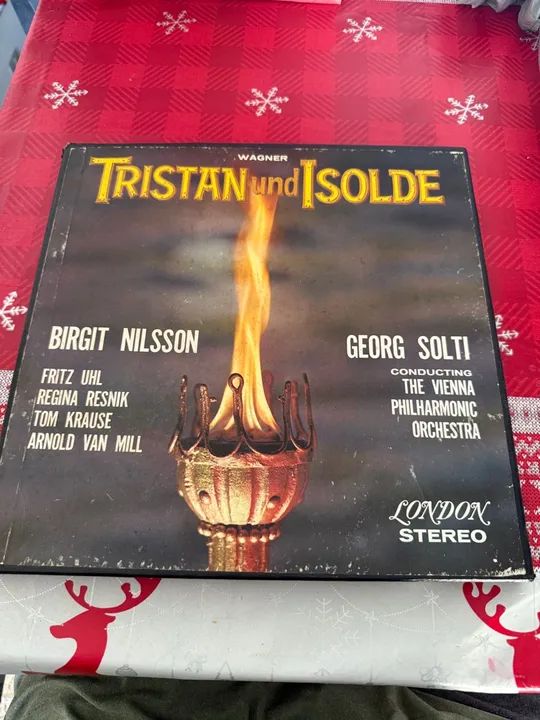 WAGNER
TRISTAN und ISOLDE
BIRGIT NILSSON
FRITZ UHL
REGINA RESNIK
TOM KRAUSE
ARNOLD VAN MILL
GEORG SOLTI
CONDUCTING
THE VIENNA
PHILHARMONIC
ORCHESTRA
LONDON
STEREO